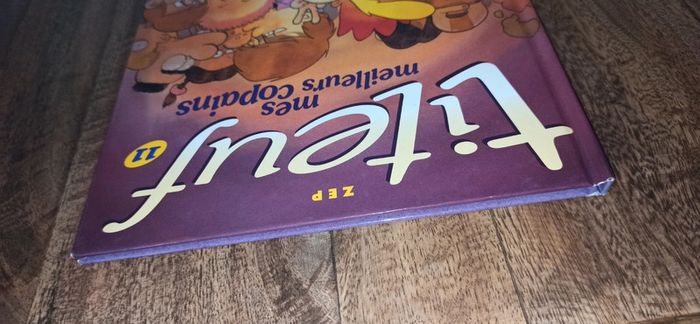 ZEP
titeuf
11
mes
meilleurs copains